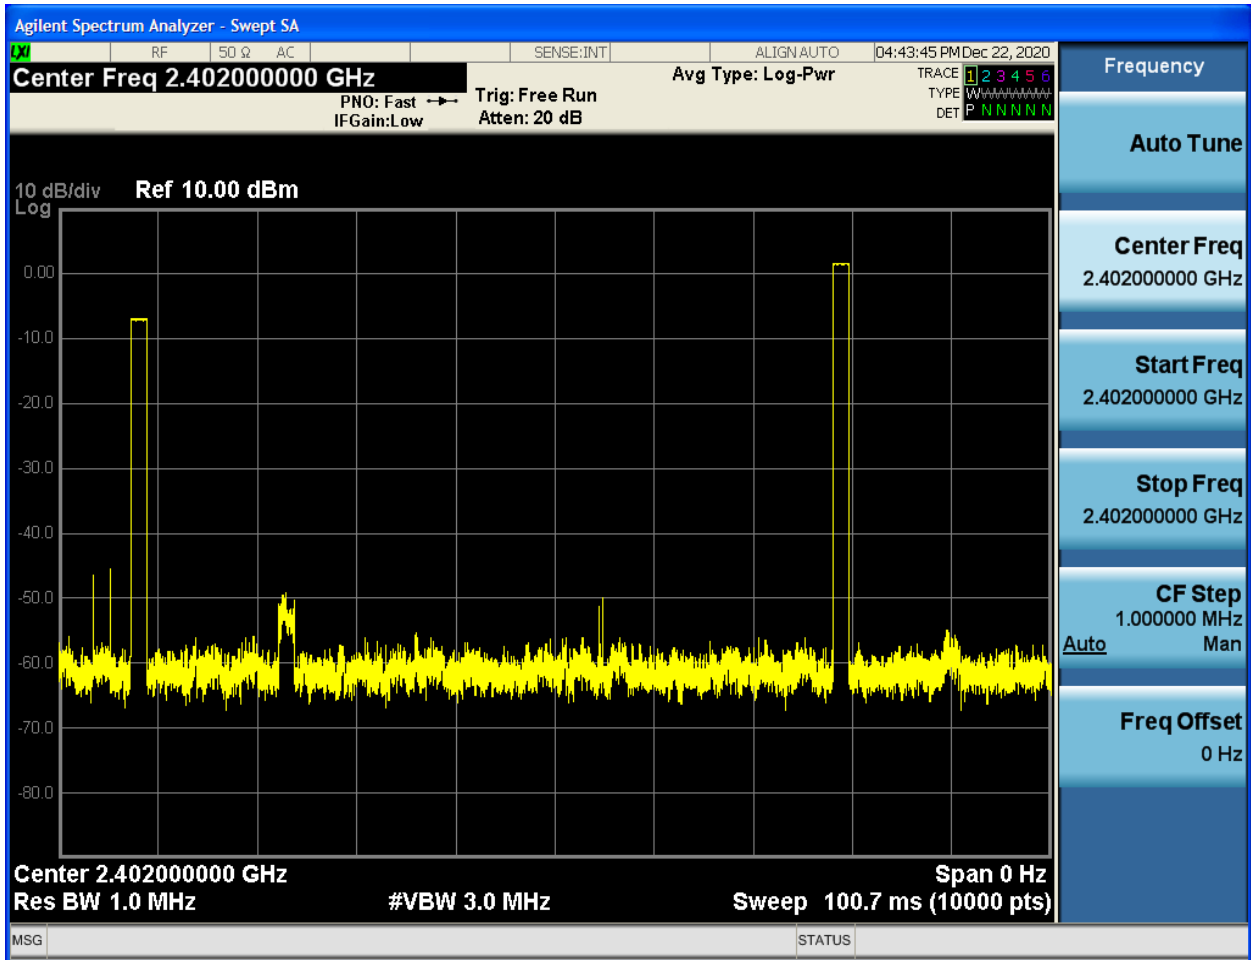 Agilent Spectrum Analyzer - Swept SA
LXI RF 50 Ω AC SENSE:INT ALIGN AUTO 04:43:45 PM Dec 22, 2020
Center Freq 2.402000000 GHz
PNO: Fast
IFGain:Low
Trig: Free Run
Atten: 20 dB
Avg Type: Log-Pwr
TRACE 1 2 3 4 5 6
TYPE WWWWWWW
DET P N N N N N
10 dB/div Ref 10.00 dBm
Log
0.00
-10.0
-20.0
-30.0
-40.0
-50.0
-60.0
-70.0
-80.0
Center 2.402000000 GHz Span 0 Hz
Res BW 1.0 MHz #VBW 3.0 MHz Sweep 100.7 ms (10000 pts)
MSG STATUS
Frequency
Auto Tune
Center Freq
2.402000000 GHz
Start Freq
2.402000000 GHz
Stop Freq
2.402000000 GHz
CF Step
1.000000 MHz
Auto Man
Freq Offset
0 Hz